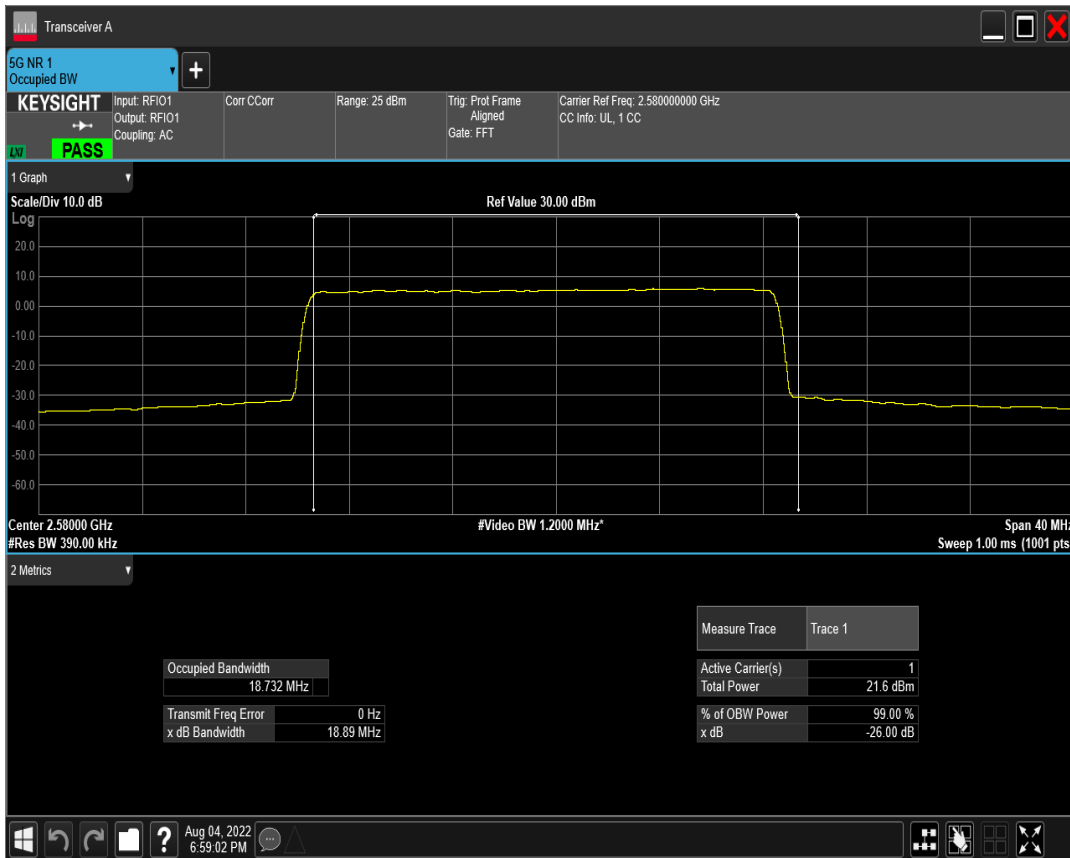 Transceiver A
5G NR 1
Occupied BW
KEYSIGHT
LXI
PASS
Input: RFIO1
Output: RFIO1
Coupling: AC
Corr CCorr
Range: 25 dBm
Trig: Prot Frame
Aligned
Gate: FFT
Carrier Ref Freq: 2.580000000 GHz
CC Info: UL, 1 CC
1 Graph
Scale/Div 10.0 dB
Ref Value 30.00 dBm
Log
20.0
10.0
0.00
-10.0
-20.0
-30.0
-40.0
-50.0
-60.0
Center 2.58000 GHz
#Video BW 1.2000 MHz*
Span 40 MHz
#Res BW 390.00 kHz
Sweep 1.00 ms (1001 pts
2 Metrics
Measure Trace Trace 1
Occupied Bandwidth
18.732 MHz
Active Carrier(s) 1
Total Power 21.6 dBm
Transmit Freq Error 0 Hz
x dB Bandwidth 18.89 MHz
% of OBW Power 99.00 %
x dB -26.00 dB
Aug 04, 2022
6:59:02 PM